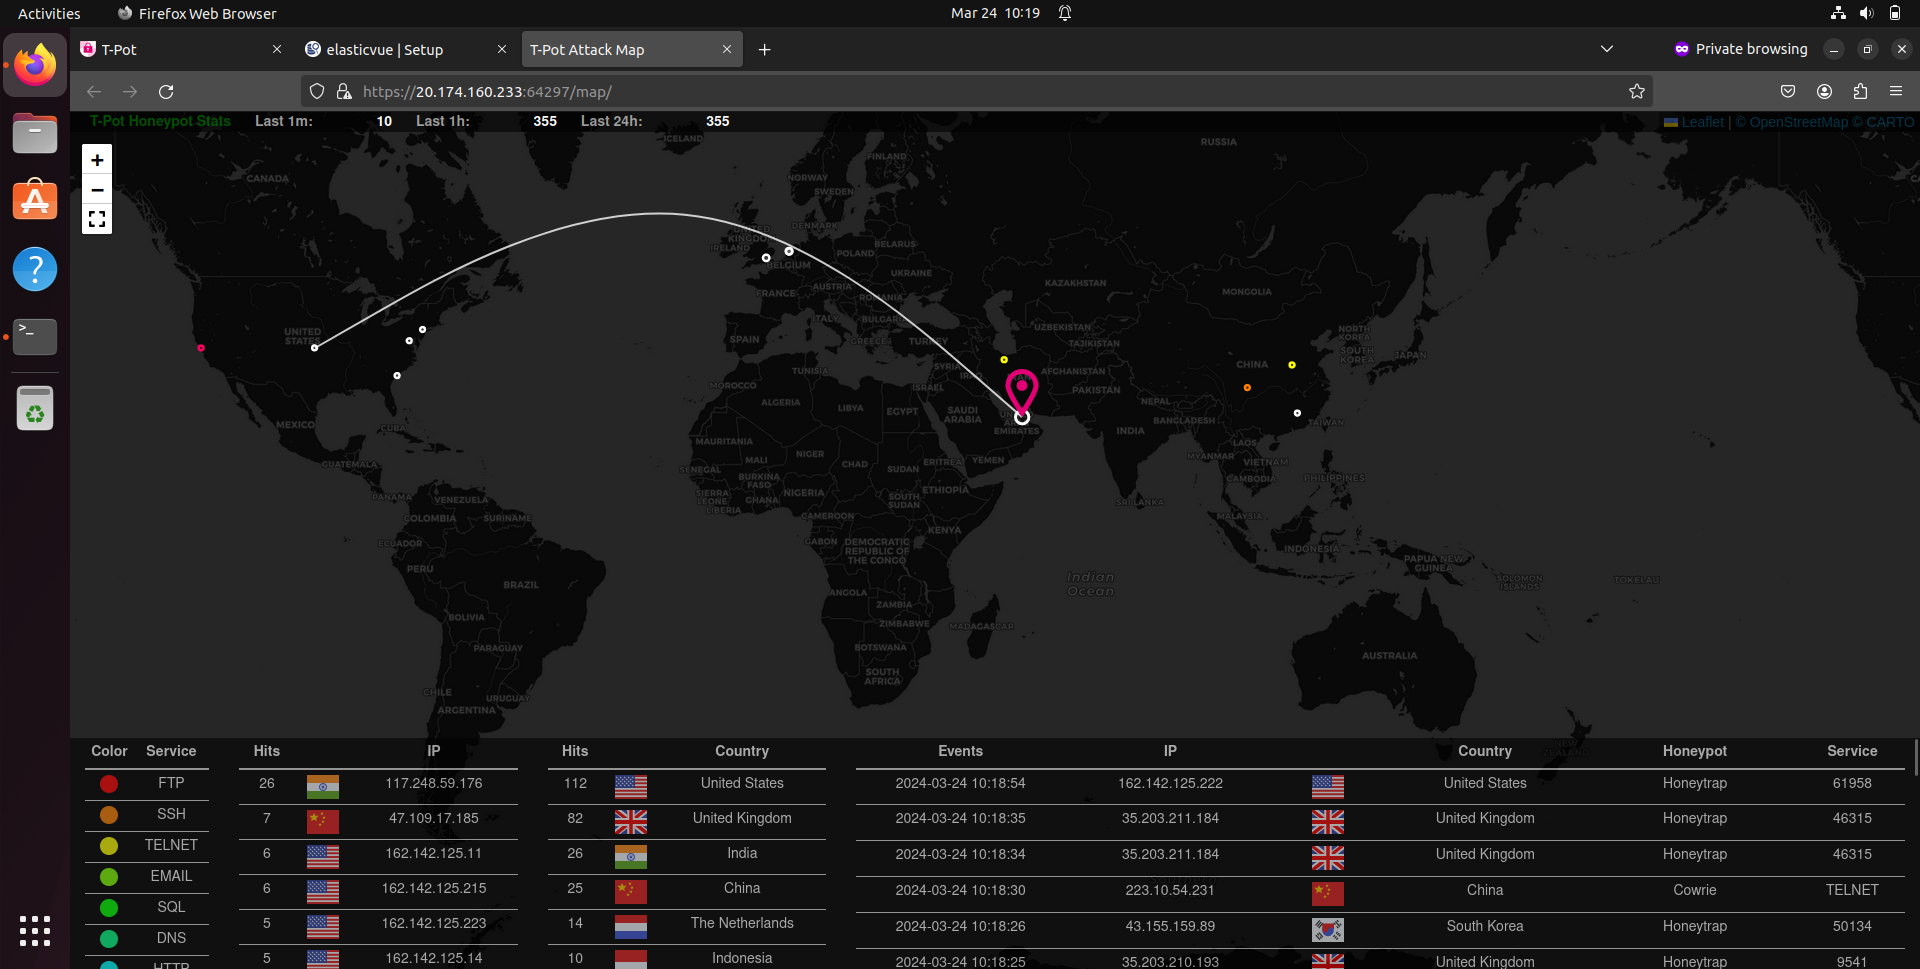 Activities Firefox Web Browser Mar 24 10:19
T-Pot elasticvue | Setup T-Pot Attack Map Private browsing
https://20.174.160.233:64297/map/
T-Pot Honeypot Stats Last 1m: 10 Last 1h: 355 Last 24h: 355 Leaflet | © OpenStreetMap © CARTO
+
−
ICELAND
RUSSIA
FINLAND
CANADA
NORWAY
SWEDEN
UNITED
KINGDOM
DENMARK
IRELAND
BELARUS
POLAND
BELGIUM
UKRAINE
KAZAKHSTAN
AUSTRIA
FRANCE
MONGOLIA
ROMANIA
ITALY
BULGARIA
UZBEKISTAN
UNITED
STATES
SPAIN
GREECE
TURKEY
TAJIKISTAN
NORTH
KOREA
SOUTH
KOREA
JAPAN
CHINA
SYRIA
TUNISIA
AFGHANISTAN
MOROCCO
ISRAEL
IRAQ
PAKISTAN
ALGERIA
LIBYA
EGYPT
NEPAL
SAUDI
ARABIA
BANGLADESH
TAIWAN
MEXICO
CUBA
EMIRATES
INDIA
MAURITANIA
LAOS
MALI
NIGER
CHAD
SUDAN
ERITREA
YEMEN
MYANMAR
VIETNAM
GUATEMALA
SENEGAL
BURKINA
FASO
CAMBODIA
PHILIPPINES
PANAMA
VENEZUELA
SIERRA
LEONE
GHANA
NIGERIA
SOUTH
SUDAN
ETHIOPIA
SRI LANKA
LIBERIA
COLOMBIA
SURINAME
CAMEROON
MALAYSIA
KENYA
ECUADOR
GABON
DEMOCRATIC
REPUBLIC OF
THE CONGO
INDONESIA
PERU
PAPUA NEW
GUINEA
BRAZIL
Indian
Ocean
SOLOMON
ISLANDS
TOKELAU
ANGOLA
ZAMBIA
BOLIVIA
ZIMBABWE
MADAGASCAR
PARAGUAY
BOTSWANA
AUSTRALIA
SOUTH
AFRICA
CHILE
URUGUAY
ARGENTINA
NEW
ZEALAND
Color Service Hits IP Hits Country Events IP Country Honeypot Service
FTP 26 117.248.59.176 112 United States 2024-03-24 10:18:54 162.142.125.222 United States Honeytrap 61958
SSH 7 47.109.17.185 82 United Kingdom 2024-03-24 10:18:35 35.203.211.184 United Kingdom Honeytrap 46315
TELNET 6 162.142.125.11 26 India 2024-03-24 10:18:34 35.203.211.184 United Kingdom Honeytrap 46315
EMAIL 6 162.142.125.215 25 China 2024-03-24 10:18:30 223.10.54.231 China Cowrie TELNET
SQL 5 162.142.125.223 14 The Netherlands 2024-03-24 10:18:26 43.155.159.89 South Korea Honeytrap 50134
DNS 5 162.142.125.14 10 Indonesia 2024-03-24 10:18:25 35.203.210.193 United Kingdom Honeytrap 9541
HTTP